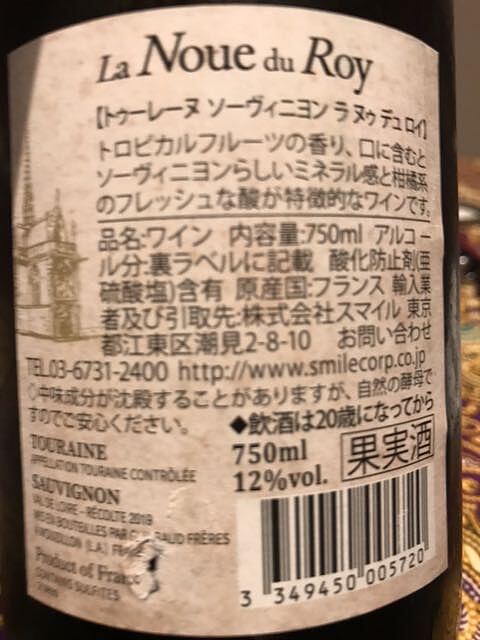 La Noue du Roy
【トゥーレーヌ ソーヴィニヨン ラ ヌゥ デュ ロイ】
トロピカルフルーツの香り、口に含むと
ソーヴィニヨンらしいミネラル感と柑橘系
のフレッシュな酸が特徴的なワインです。
品名:ワイン 内容量:750ml アルコー
ル分:裏ラベルに記載 酸化防止剤(亜
硫酸塩)含有 原産国:フランス 輸入業
者及び引取先:株式会社スマイル 東京
都江東区潮見2-8-10 お問い合わせ
TEL.03-6731-2400 http://www.smilecorp.co.jp
◇中味成分が沈殿することがありますが、自然の酵母で
すのでご安心ください。
◆飲酒は20歳になってから
TOURAINE
APPELLATION TOURAINE CONTRÔLÉE
SAUVIGNON
VAL DE LOIRE – RÉCOLTE 2019
MIS EN BOUTEILLES PAR FRÈRES
Product of France
CONTAINS SULFITES
750ml
12%vol.
果実酒
3 349450 005720